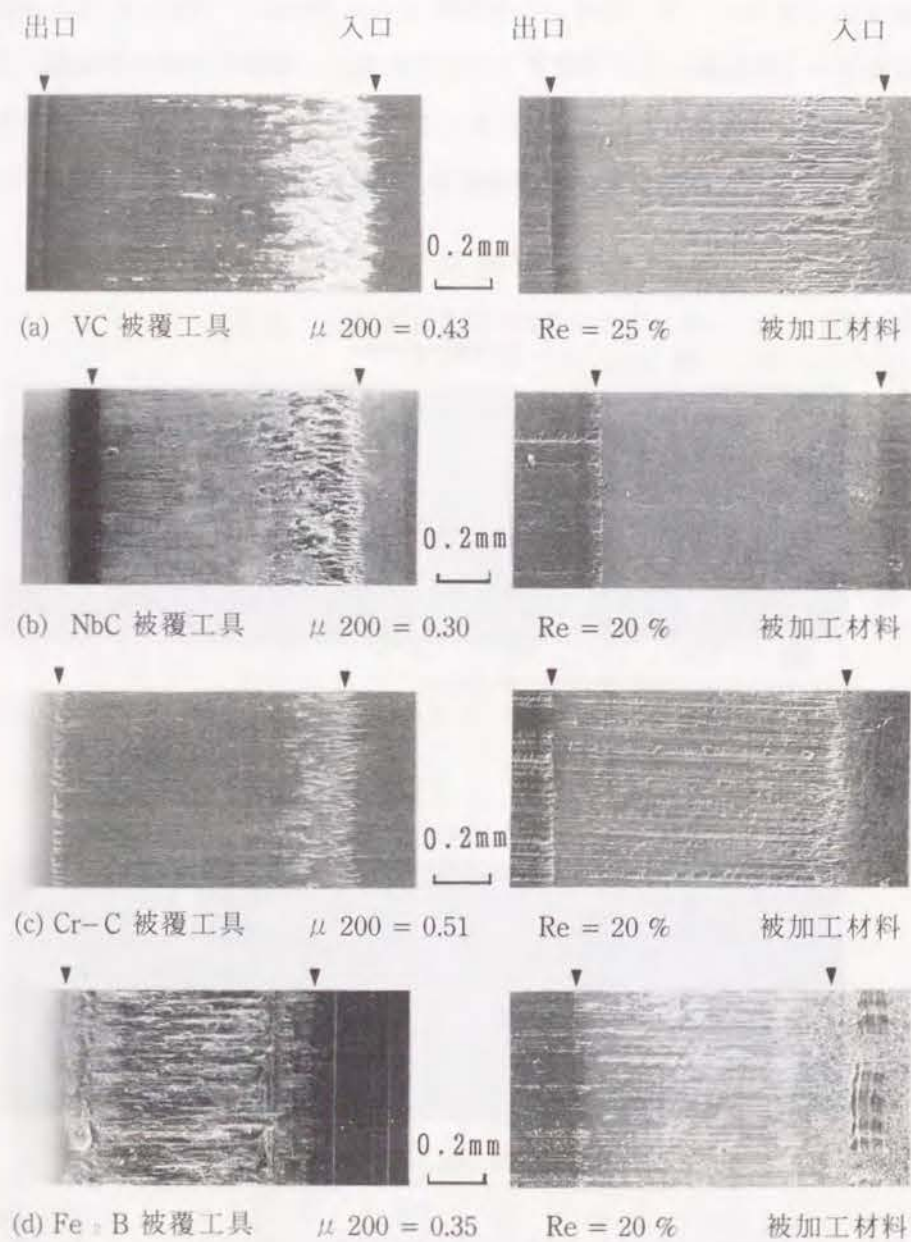 出口 入口 出口 入口
0.2mm
(a) VC 被覆工具 μ 200 = 0.43 Re = 25 % 被加工材料
0.2mm
(b) NbC 被覆工具 μ 200 = 0.30 Re = 20 % 被加工材料
0.2mm
(c) Cr-C 被覆工具 μ 200 = 0.51 Re = 20 % 被加工材料
0.2mm
(d) Fe₂B 被覆工具 μ 200 = 0.35 Re = 20 % 被加工材料